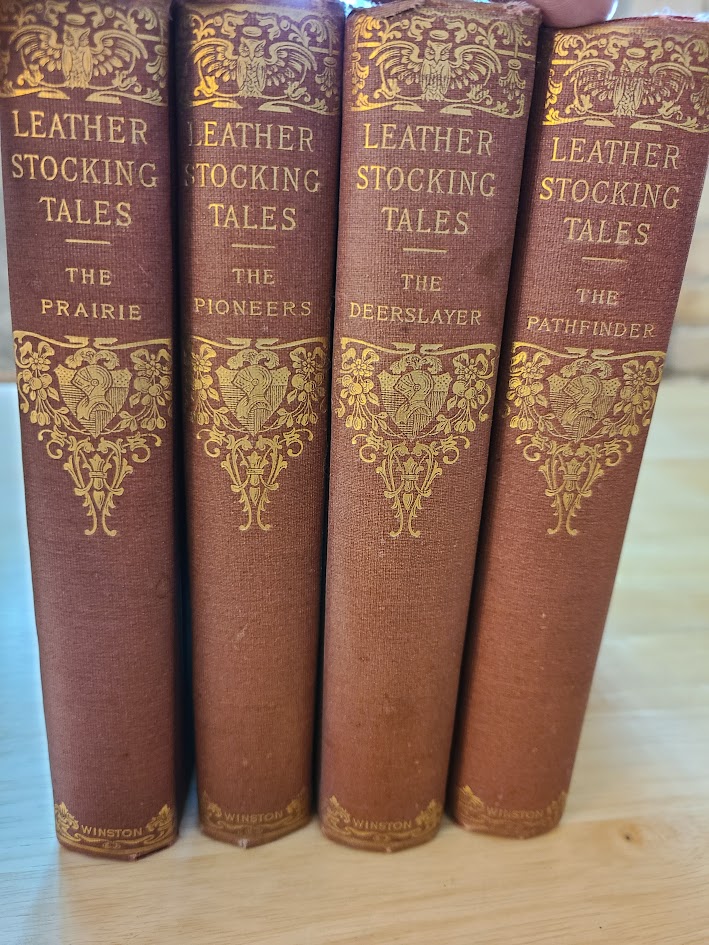 LEATHER
STOCKING
TALES
THE
PRAIRIE
WINSTON
LEATHER
STOCKING
TALES
THE
PIONEERS
WINSTON
LEATHER
STOCKING
TALES
THE
DEERSLAYER
WINSTON
LEATHER
STOCKING
TALES
THE
PATHFINDER
WINSTON